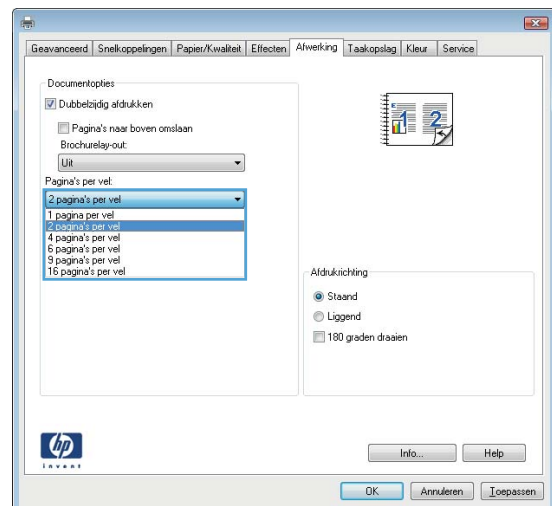 Geavanceerd Snelkoppelingen Papier/Kwaliteit Effecten Afwerking Taakopslag Kleur Service
Documentopties
Dubbelzijdig afdrukken
Pagina's naar boven omslaan
Brochurelay-out:
Uit
Pagina's per vel:
2 pagina's per vel
1 pagina per vel
2 pagina's per vel
4 pagina's per vel
6 pagina's per vel
9 pagina's per vel
16 pagina's per vel
1 2
Afdrukrichting
Staand
Liggend
180 graden draaien
hp
invent
Info... Help
OK Annuleren Toepassen